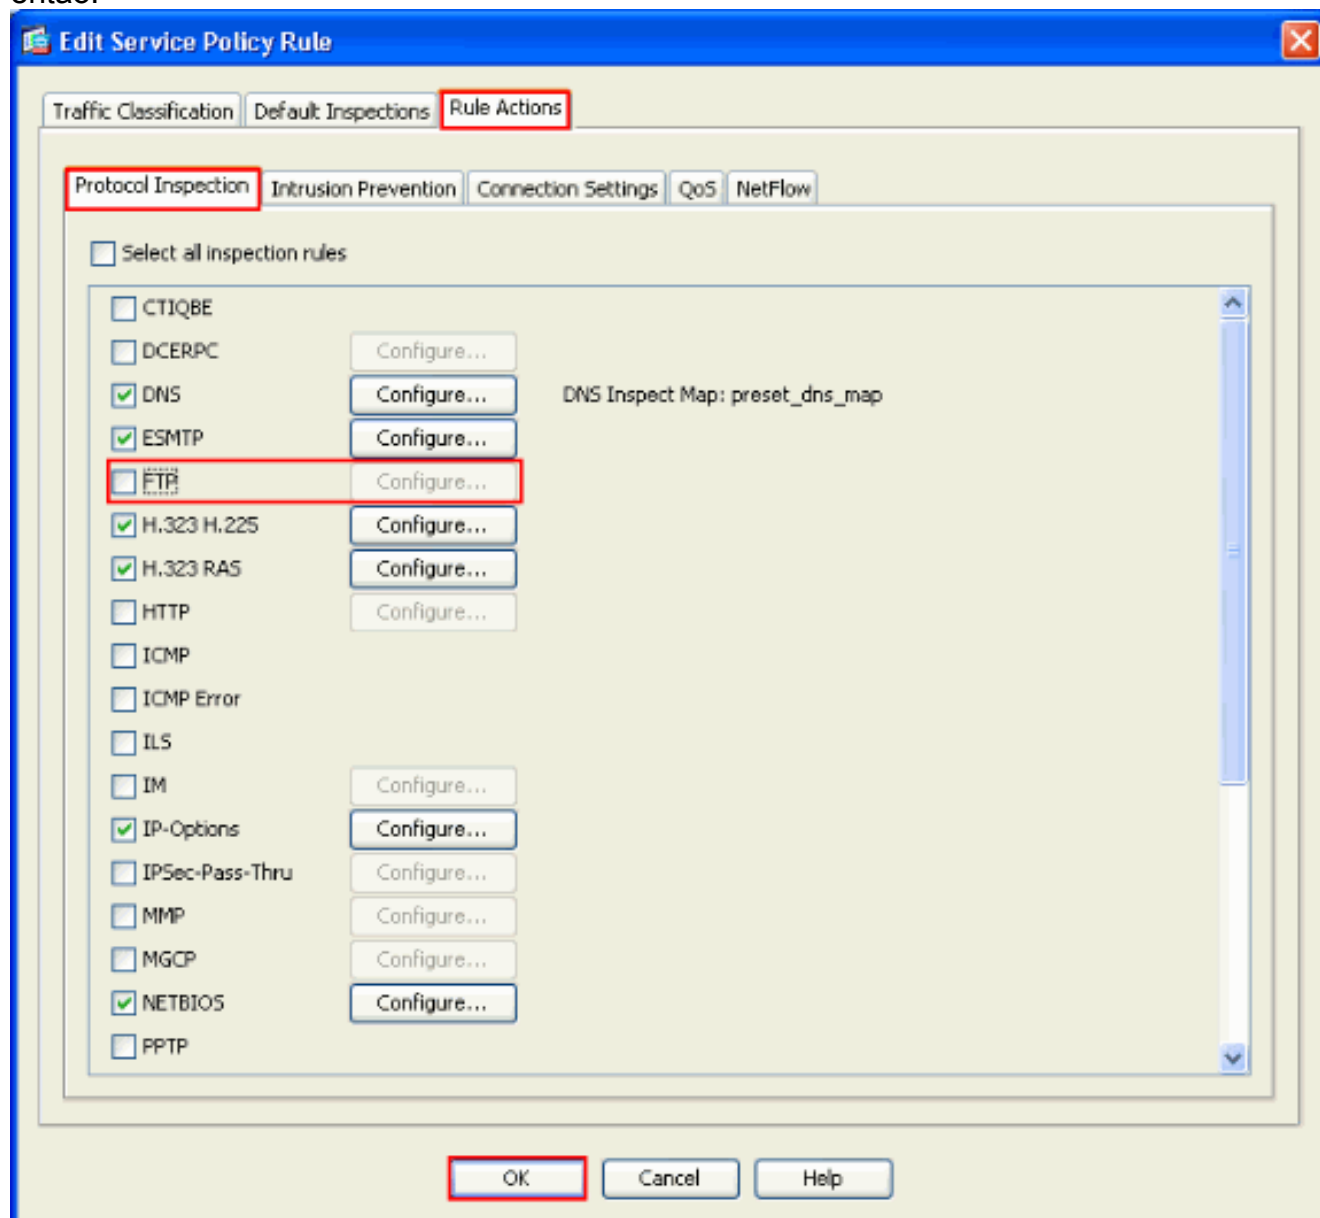 então.
Edit Service Policy Rule
Traffic Classification Default Inspections Rule Actions
Protocol Inspection Intrusion Prevention Connection Settings QoS NetFlow
Select all inspection rules
CTIQBE
DCERPC Configure...
DNS Configure... DNS Inspect Map: preset_dns_map
ESMTP Configure...
FTP Configure...
H.323 H.225 Configure...
H.323 RAS Configure...
HTTP Configure...
ICMP
ICMP Error
ILS
IM Configure...
IP-Options Configure...
IPSec-Pass-Thru Configure...
MMP Configure...
MGCP Configure...
NETBIOS Configure...
PPTP
OK Cancel Help